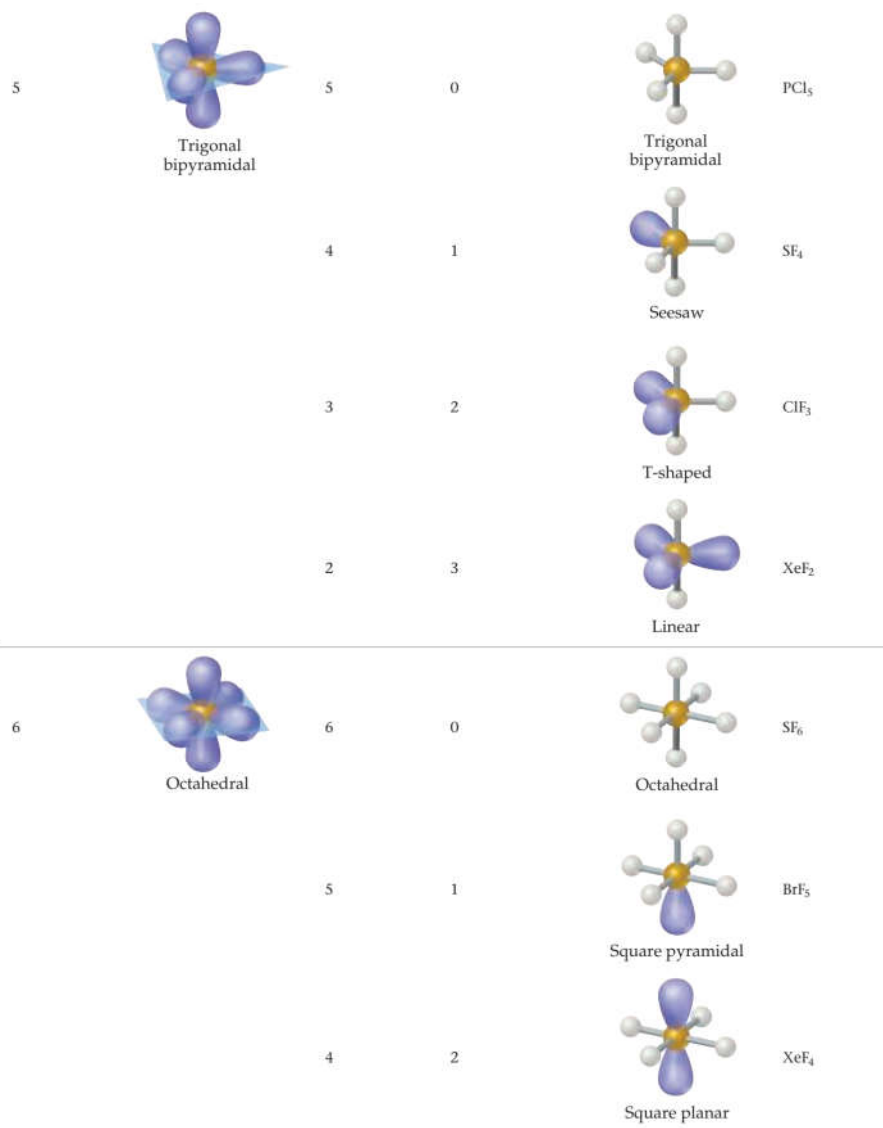 5
Trigonal
bipyramidal
5
0
Trigonal
bipyramidal
PCl₅
4
1
Seesaw
SF₄
3
2
T-shaped
ClF₃
2
3
Linear
XeF₂
6
Octahedral
6
0
Octahedral
SF₆
5
1
Square pyramidal
BrF₅
4
2
Square planar
XeF₄